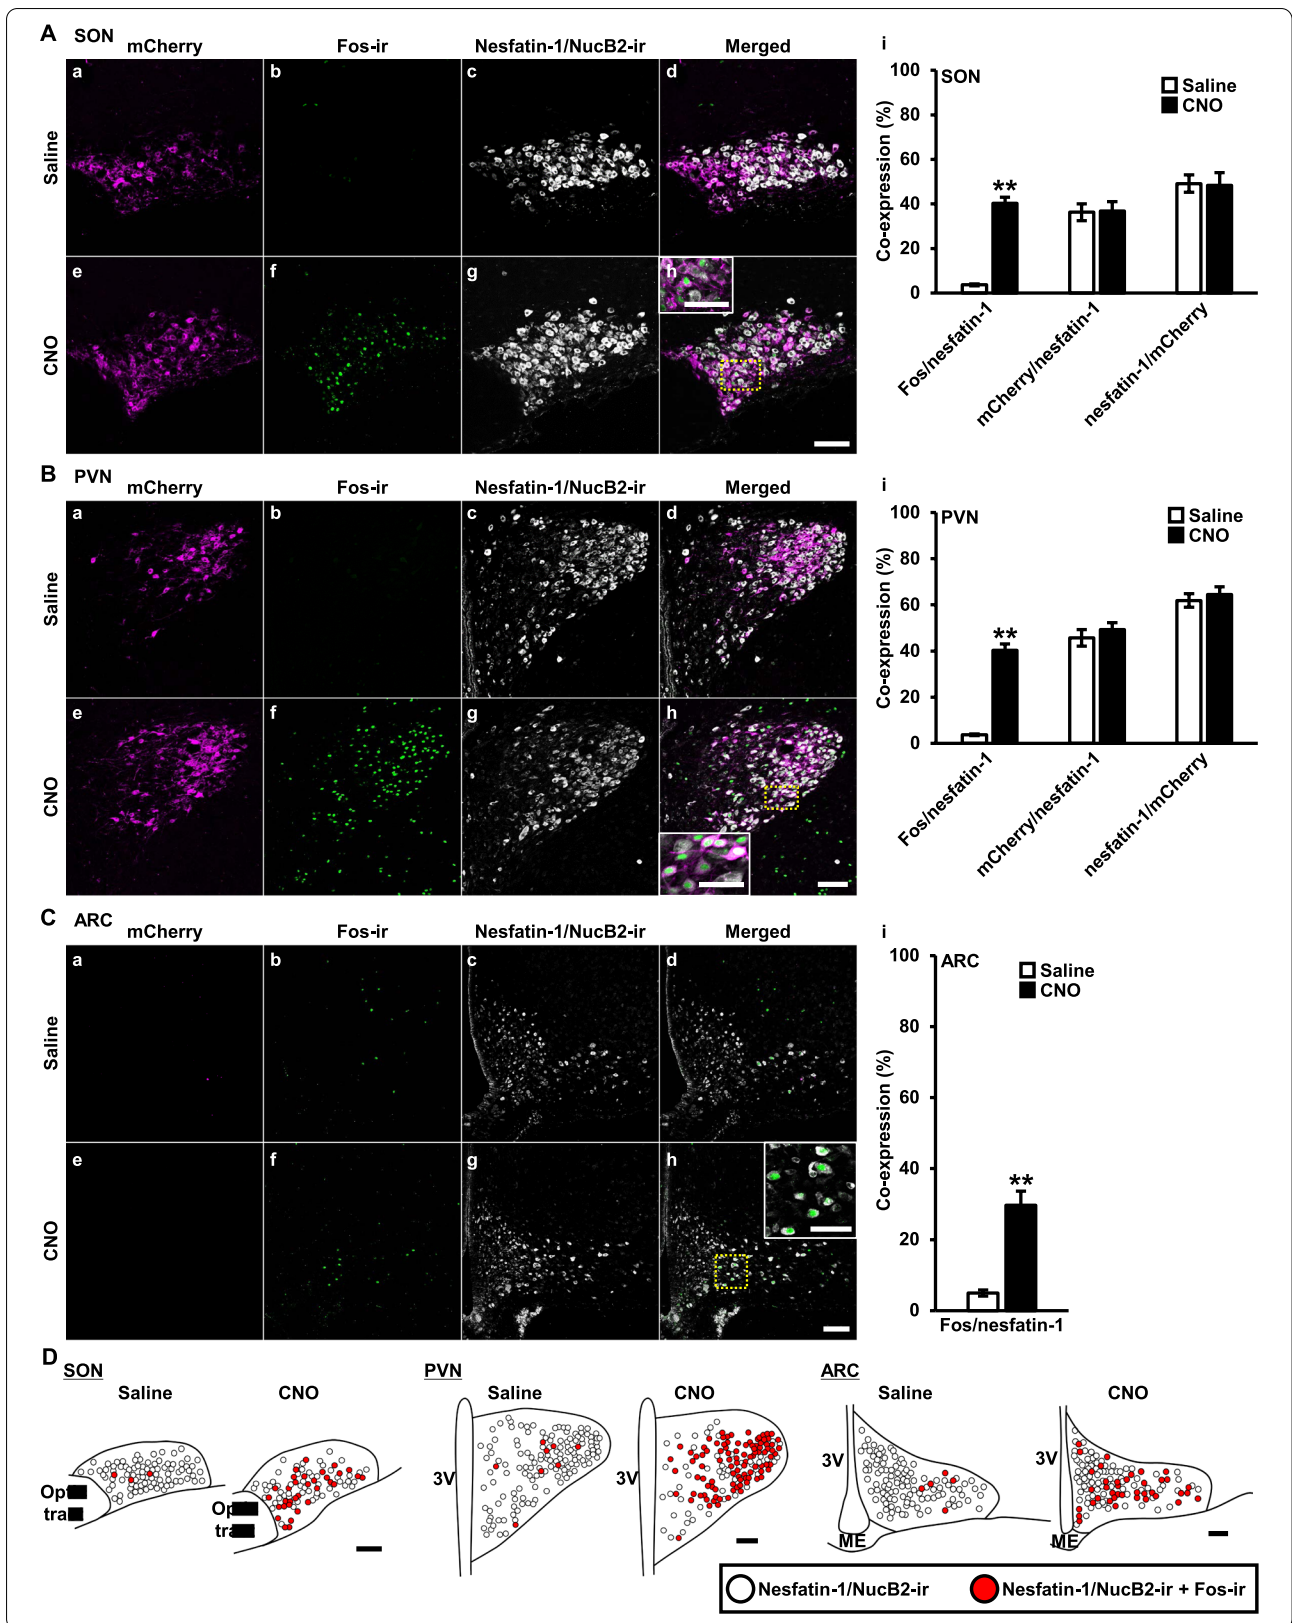 A SON
mCherry Fos-ir Nesfatin-1/NucB2-ir Merged
Saline
a b c d
CNO
e f g h
i
SON
Saline
CNO
Co-expression (%)
100
80
60
40
20
0
**
Fos/nesfatin-1
mCherry/nesfatin-1
nesfatin-1/mCherry
B PVN
mCherry Fos-ir Nesfatin-1/NucB2-ir Merged
Saline
a b c d
CNO
e f g h
i
PVN
Saline
CNO
Co-expression (%)
100
80
60
40
20
0
**
Fos/nesfatin-1
mCherry/nesfatin-1
nesfatin-1/mCherry
C ARC
mCherry Fos-ir Nesfatin-1/NucB2-ir Merged
Saline
a b c d
CNO
e f g h
i
ARC
Saline
CNO
Co-expression (%)
100
80
60
40
20
0
**
Fos/nesfatin-1
D SON
Saline CNO
Opt
tra
Op
tra
PVN
Saline CNO
3V 3V
ARC
Saline CNO
3V 3V
ME ME
Nesfatin-1/NucB2-ir Nesfatin-1/NucB2-ir + Fos-ir